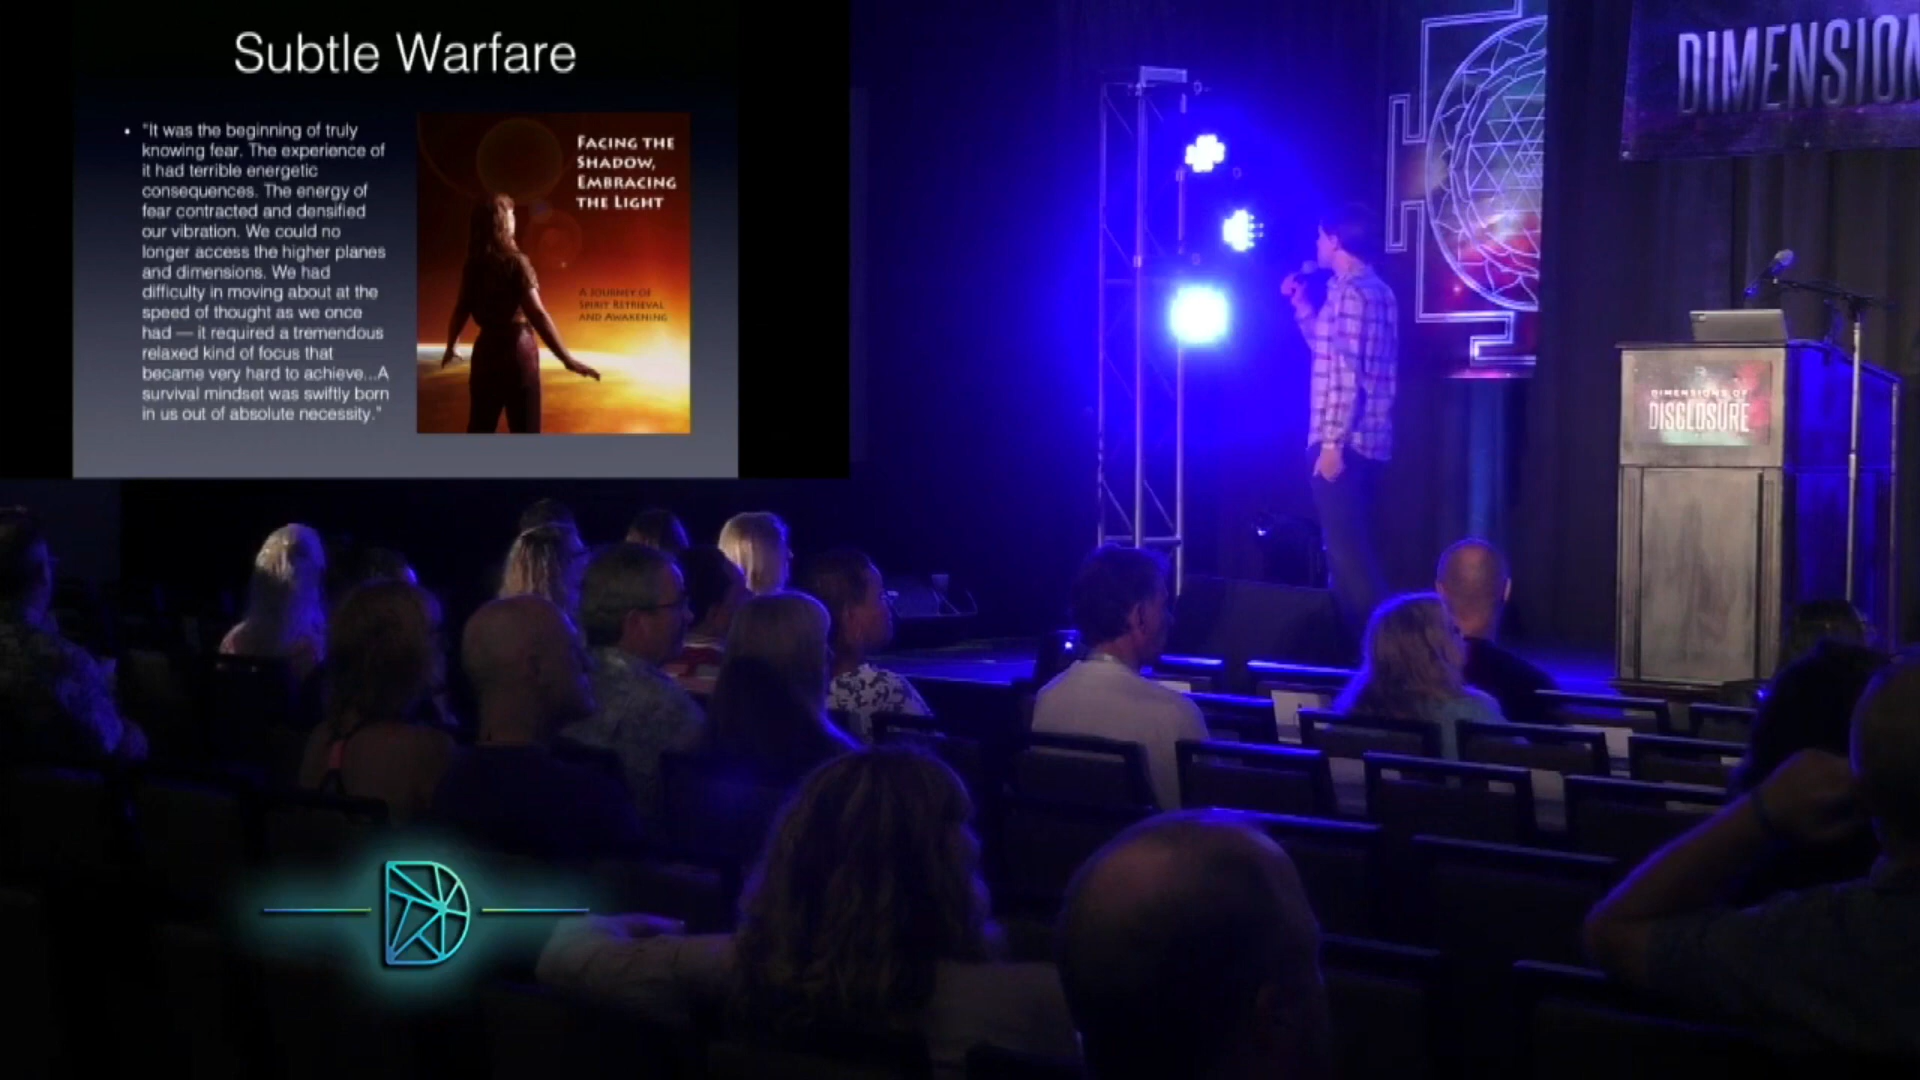 Subtle Warfare
• "It was the beginning of truly
knowing fear. The experience of
it had terrible energetic
consequences. The energy of
fear contracted and densified
our vibration. We could no
longer access the higher planes
and dimensions. We had
difficulty in moving about at the
speed of thought as we once
had — it required a tremendous
relaxed kind of focus that
became very hard to achieve...A
survival mindset was swiftly born
in us out of absolute necessity."
FACING THE
SHADOW,
EMBRACING
THE LIGHT
A JOURNEY OF
SPIRIT RETRIEVAL
AND AWAKENING
DIMENSION
DIMENSIONS OF
DISCLOSURE